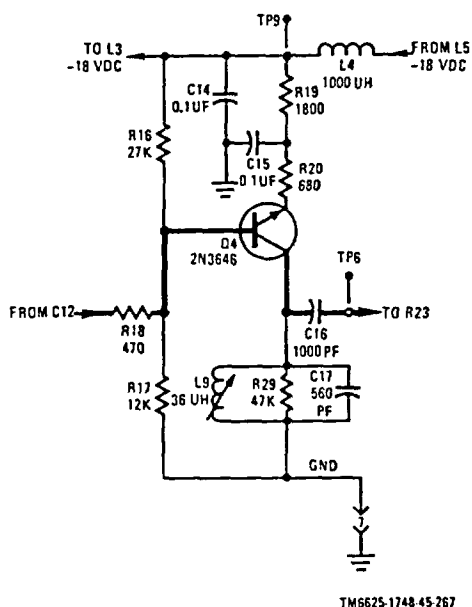 TP9
TO L3
-18 VDC
FROM L5
-18 VDC
L4
1000 UH
C14
0.1UF
R19
1800
R16
27K
C15
0.1UF
R20
680
Q4
2N3646
TP6
FROM C12
R18
470
C16
1000 PF
TO R23
R17
12K
L9
36 UH
R29
47K
C17
560
PF
GND
7
TM6625-1748-45-267